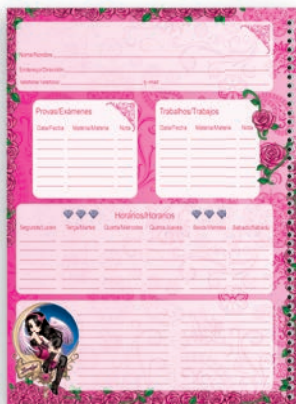 Nome/Nombre
Endereço/Dirección
Telefone/Teléfono e-mail
Provas/Exámenes
Data/Fecha Matéria/Materia Nota
Trabalhos/Trabajos
Data/Fecha Matéria/Materia Nota
Horários/Horarios
Segunda/Lunes Terça/Martes Quarta/Miércoles Quinta/Jueves Sexta/Viernes Sábado/Sábado